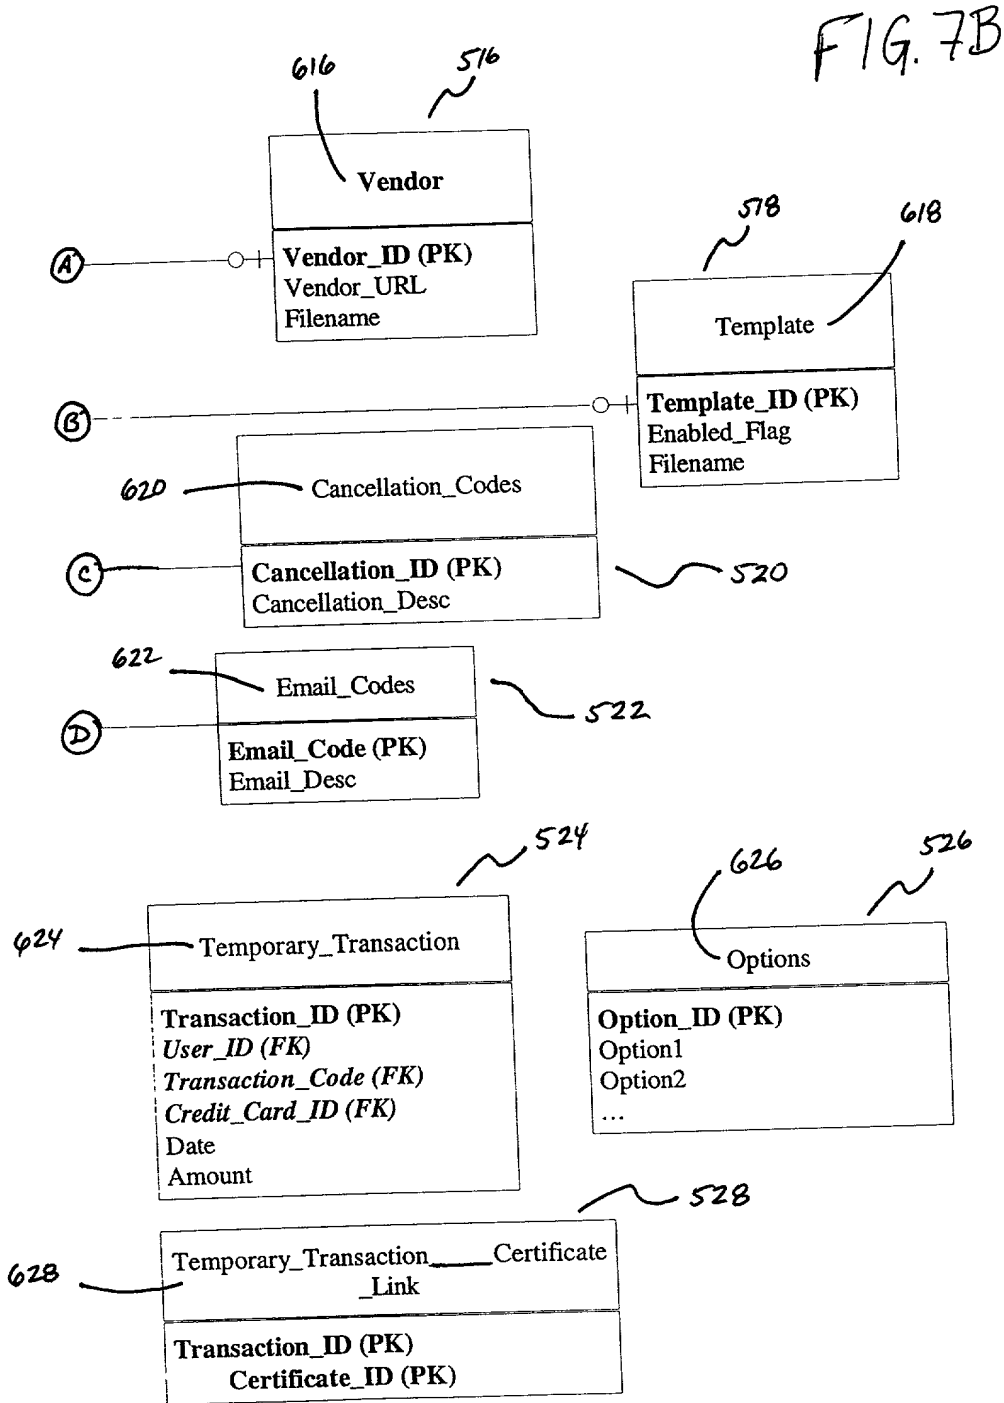 FIG. 7B
616
516
Vendor
578
618
A
Vendor_ID (PK)
Vendor_URL
Filename
Template
B
Template_ID (PK)
Enabled_Flag
Filename
620
Cancellation_Codes
C
Cancellation_ID (PK)
Cancellation_Desc
520
622
Email_Codes
522
D
Email_Code (PK)
Email_Desc
524
626
526
624
Temporary_Transaction
Options
Transaction_ID (PK)
User_ID (FK)
Transaction_Code (FK)
Credit_Card_ID (FK)
Date
Amount
Option_ID (PK)
Option1
Option2
...
528
628
Temporary_Transaction_____Certificate
_Link
Transaction_ID (PK)
Certificate_ID (PK)